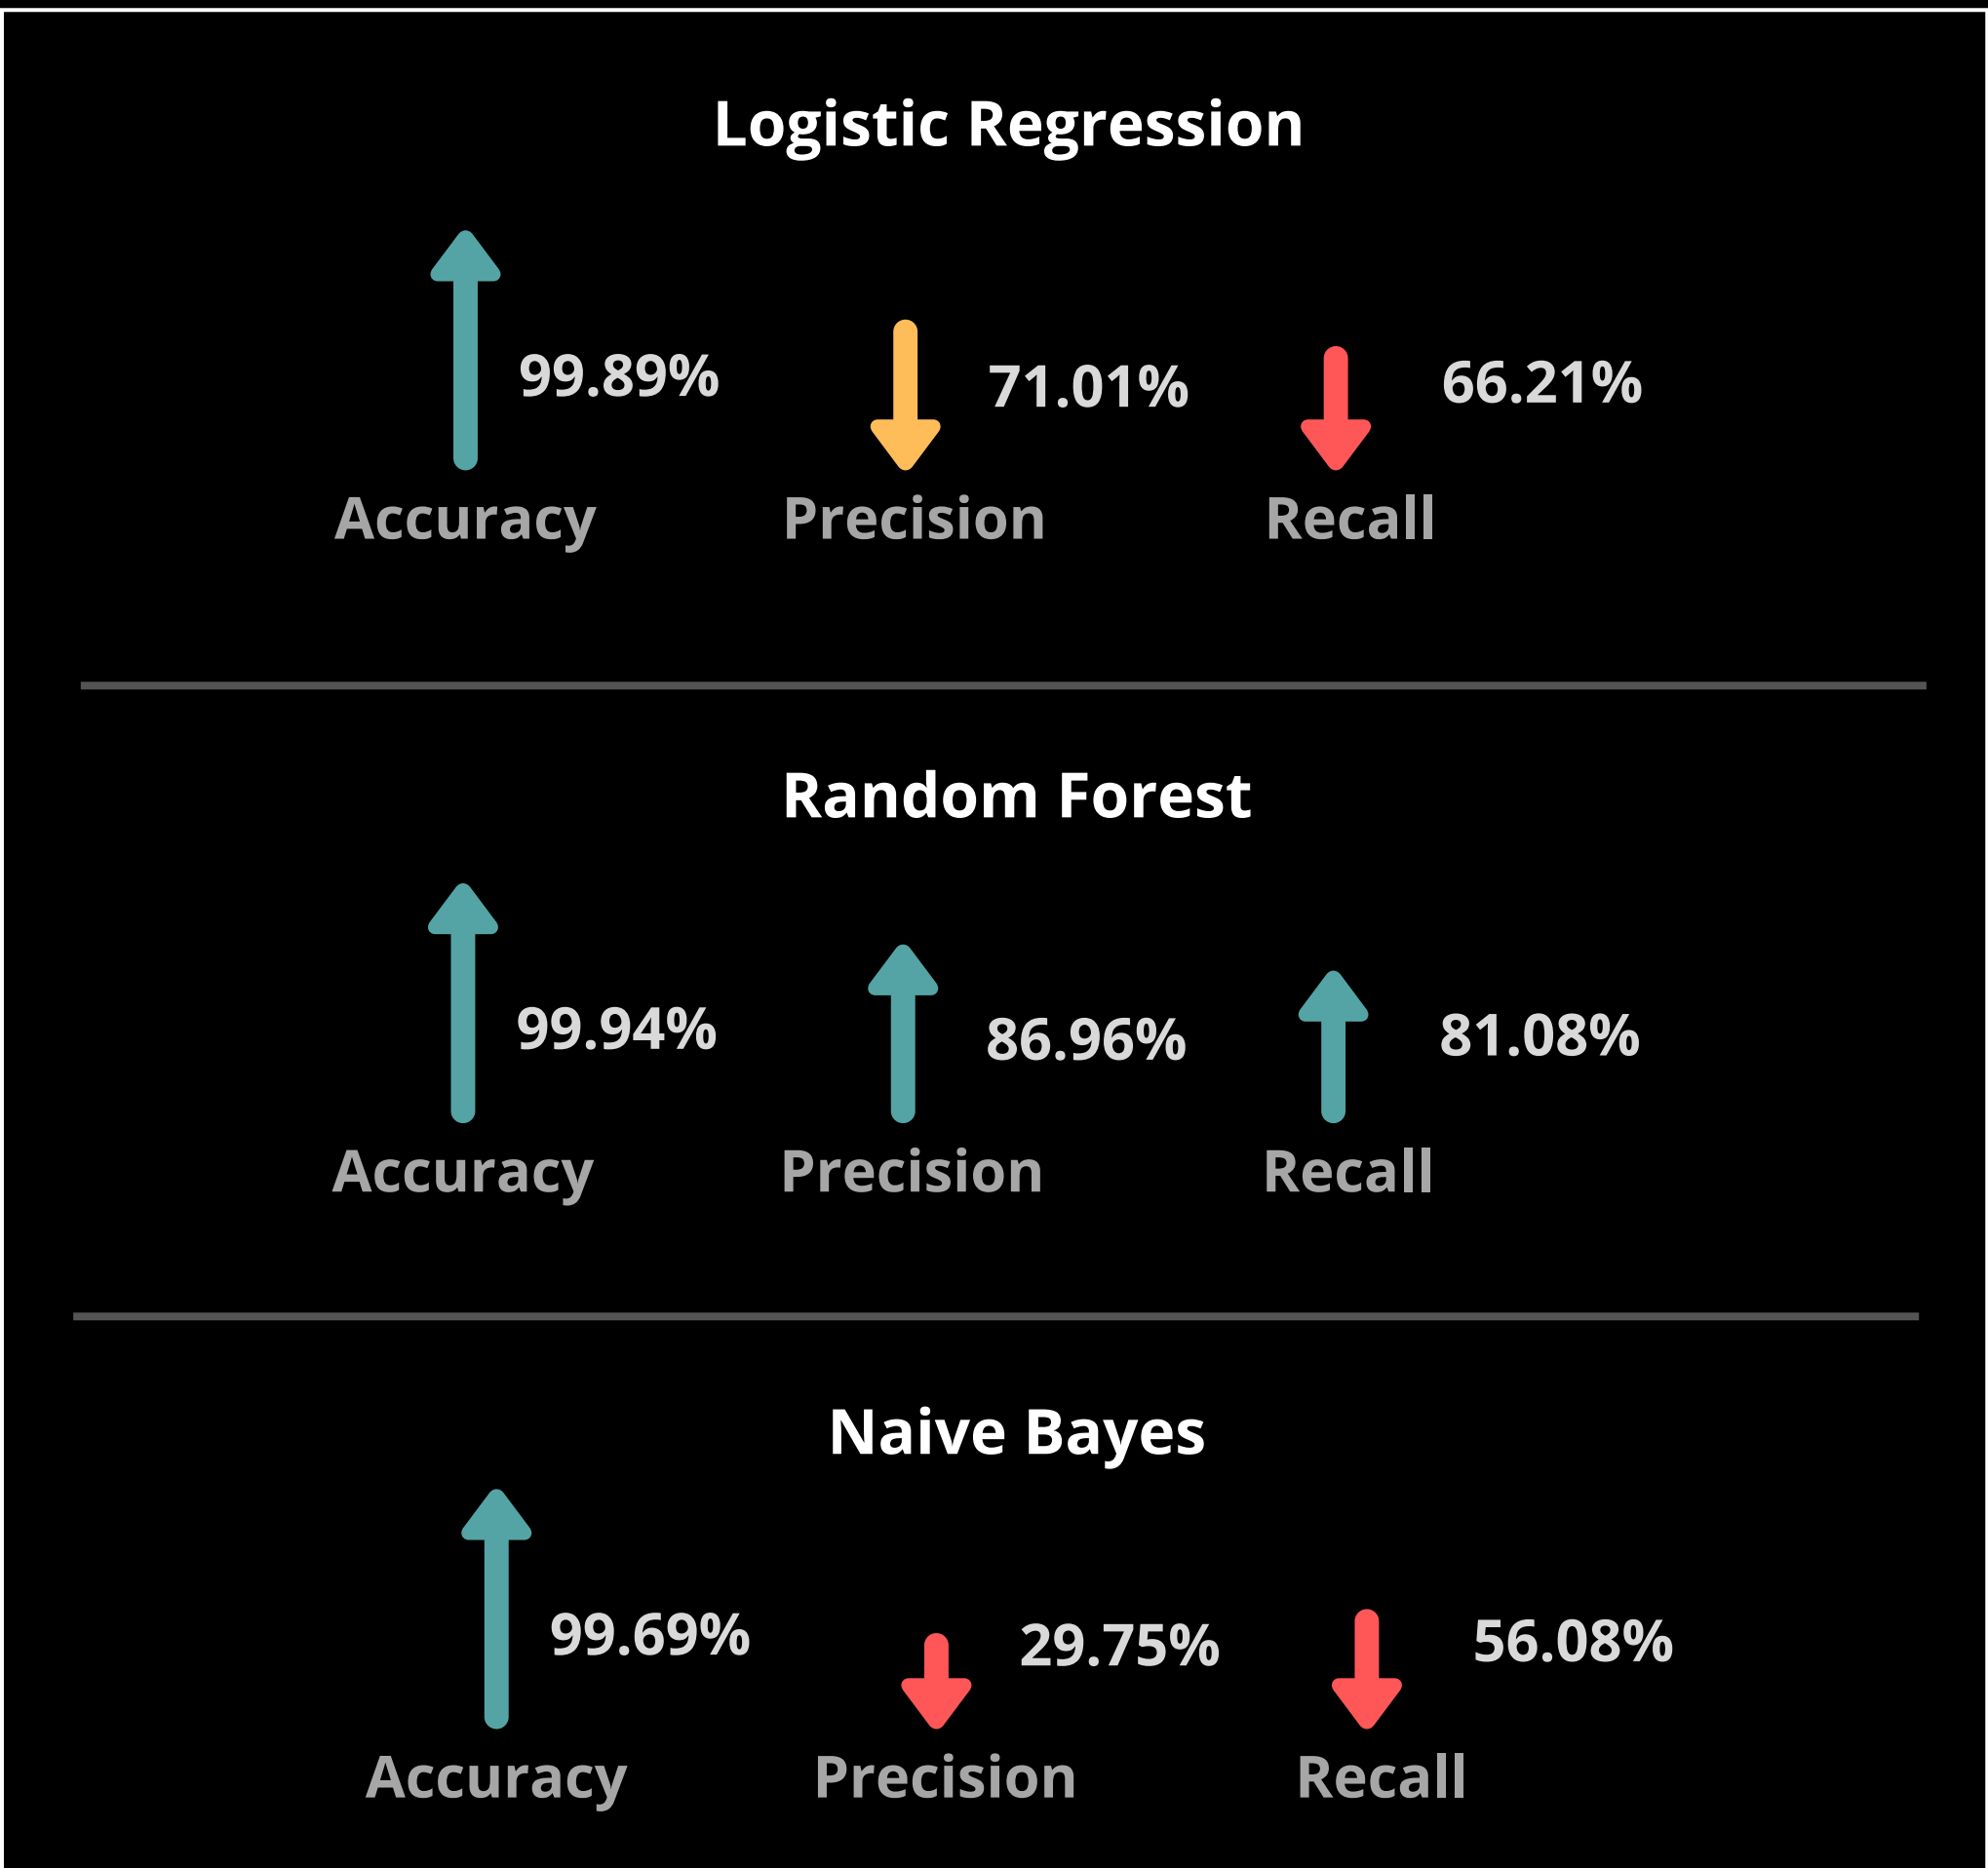 Logistic Regression
99.89%
71.01%
66.21%
Accuracy
Precision
Recall
Random Forest
99.94%
86.96%
81.08%
Accuracy
Precision
Recall
Naive Bayes
99.69%
29.75%
56.08%
Accuracy
Precision
Recall